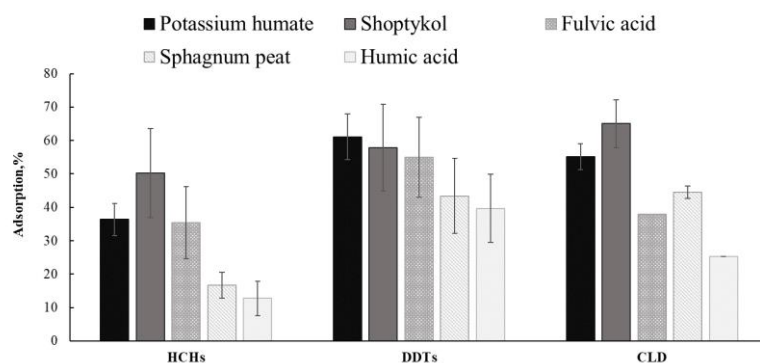 Potassium humate Shoptykol Fulvic acid
Sphagnum peat Humic acid
80
70
60
50
40
30
20
10
0
Adsorption,%
HCHs DDTs CLD